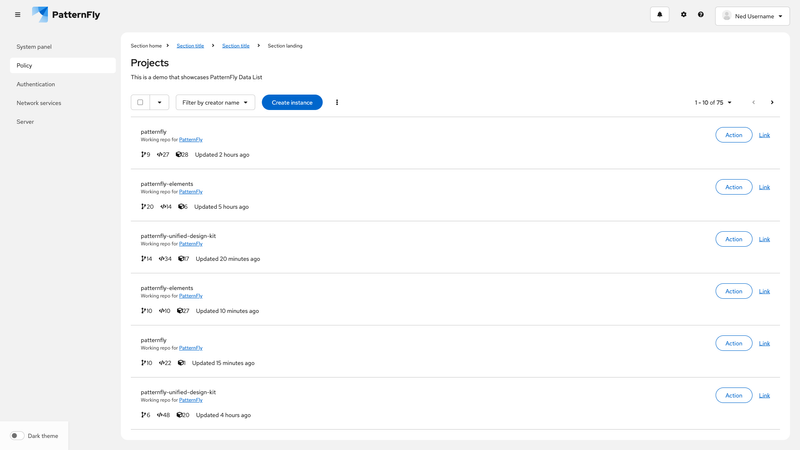 PatternFly
Ned Username
System panel
Policy
Authentication
Network services
Server
Section home
Section title
Section title
Section landing
Projects
This is a demo that showcases PatternFly Data List
Filter by creator name
Create instance
1 - 10 of 75
patternfly
Working repo for PatternFly
9 27 28 Updated 2 hours ago
Action Link
patternfly-elements
Working repo for PatternFly
20 14 6 Updated 5 hours ago
Action Link
patternfly-unified-design-kit
Working repo for PatternFly
14 34 17 Updated 20 minutes ago
Action Link
patternfly-elements
Working repo for PatternFly
10 10 27 Updated 10 minutes ago
Action Link
patternfly
Working repo for PatternFly
10 22 Updated 15 minutes ago
Action Link
patternfly-unified-design-kit
Working repo for PatternFly
6 48 20 Updated 4 hours ago
Action Link
Dark theme